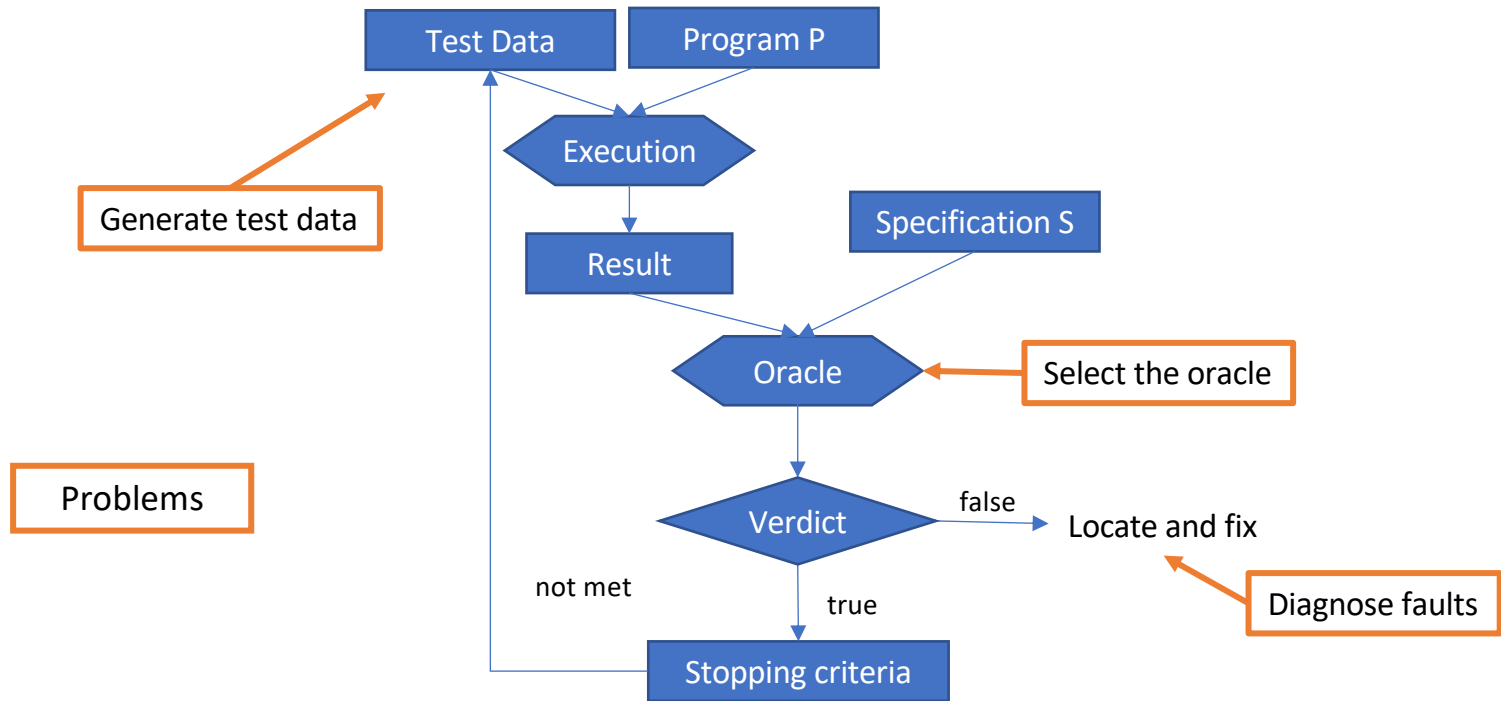 Test Data
Program P
Execution
Generate test data
Specification S
Result
Oracle
Select the oracle
Problems
Verdict
false
Locate and fix
not met
true
Diagnose faults
Stopping criteria